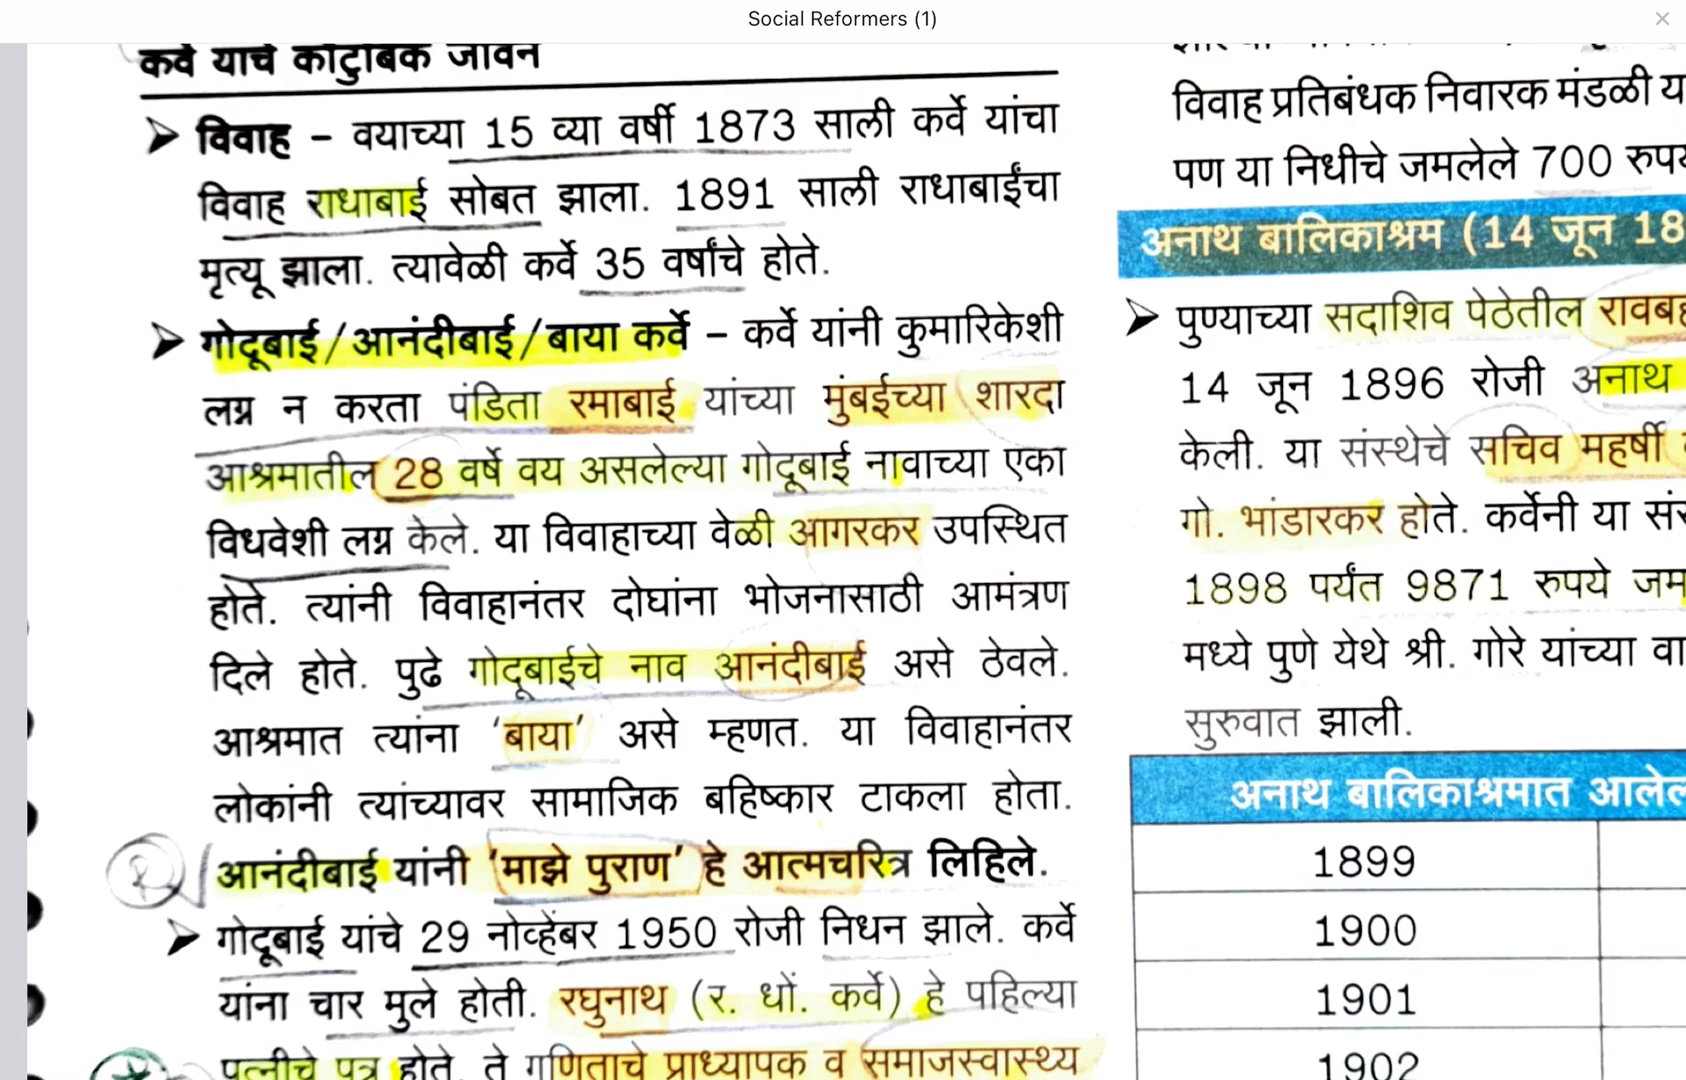 Social Reformers (1)
कर्वे यांचे कौटुंबिक जीवन
विवाह – वयाच्या 15 व्या वर्षी 1873 साली कर्वे यांचा
विवाह राधाबाई सोबत झाला. 1891 साली राधाबाईंचा
मृत्यू झाला. त्यावेळी कर्वे 35 वर्षांचे होते.
गोदूबाई/आनंदीबाई/बाया कर्वे – कर्वे यांनी कुमारिकेशी
लग्न न करता पंडिता रमाबाई यांच्या मुंबईच्या शारदा
आश्रमातील 28 वर्षे वय असलेल्या गोदूबाई नावाच्या एका
विधवेशी लग्न केले. या विवाहाच्या वेळी आगरकर उपस्थित
होते. त्यांनी विवाहानंतर दोघांना भोजनासाठी आमंत्रण
दिले होते. पुढे गोदूबाईचे नाव आनंदीबाई असे ठेवले.
आश्रमात त्यांना 'बाया' असे म्हणत. या विवाहानंतर
लोकांनी त्यांच्यावर सामाजिक बहिष्कार टाकला होता.
आनंदीबाई यांनी 'माझे पुराण' हे आत्मचरित्र लिहिले.
गोदूबाई यांचे 29 नोव्हेंबर 1950 रोजी निधन झाले. कर्वे
यांना चार मुले होती. रघुनाथ (र. धों. कर्वे) हे पहिल्या
पत्नीचे पुत्र होते. ते गणिताचे प्राध्यापक व समाजस्वास्थ्य
विवाह प्रतिबंधक निवारक मंडळी य
पण या निधीचे जमलेले 700 रुपय
अनाथ बालिकाश्रम (14 जून 18
पुण्याच्या सदाशिव पेठेतील रावबह
14 जून 1896 रोजी अनाथ
केली. या संस्थेचे सचिव महर्षी
गो. भांडारकर होते. कर्वेनी या सं
1898 पर्यंत 9871 रुपये जम
मध्ये पुणे येथे श्री. गोरे यांच्या वा
सुरुवात झाली.
अनाथ बालिकाश्रमात आले
1899
1900
1901
1902